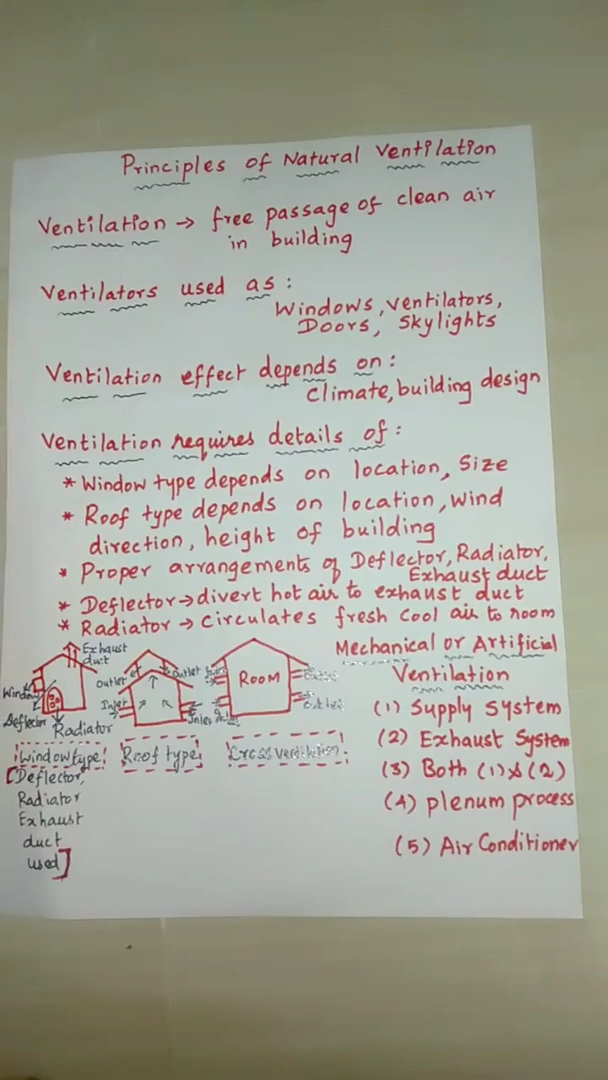 Principles of Natural Ventilation
Ventilation → free passage of clean air
in building
Ventilators used as :
Windows, ventilators,
Doors, Skylights
Ventilation effect depends on :
Climate, building design
Ventilation requires details of :
* Window type depends on location, Size
* Roof type depends on location, wind
direction, height of building
* Proper arrangements of Deflector, Radiator,
Exhaust duct
* Deflector → divert hot air to exhaust duct
* Radiator → circulates fresh cool air to room
Exhaust
duct
Window
Deflector
Radiator
Window type
[Deflector,
Radiator
Exhaust
duct
used]
Outlet
Outlet
Inlet
Inlet
Roof type
ROOM
Outlet
Cross ventilation
Mechanical or Artificial
Ventilation
(1) Supply system
(2) Exhaust System
(3) Both (1) & (2)
(4) plenum process
(5) Air Conditioner